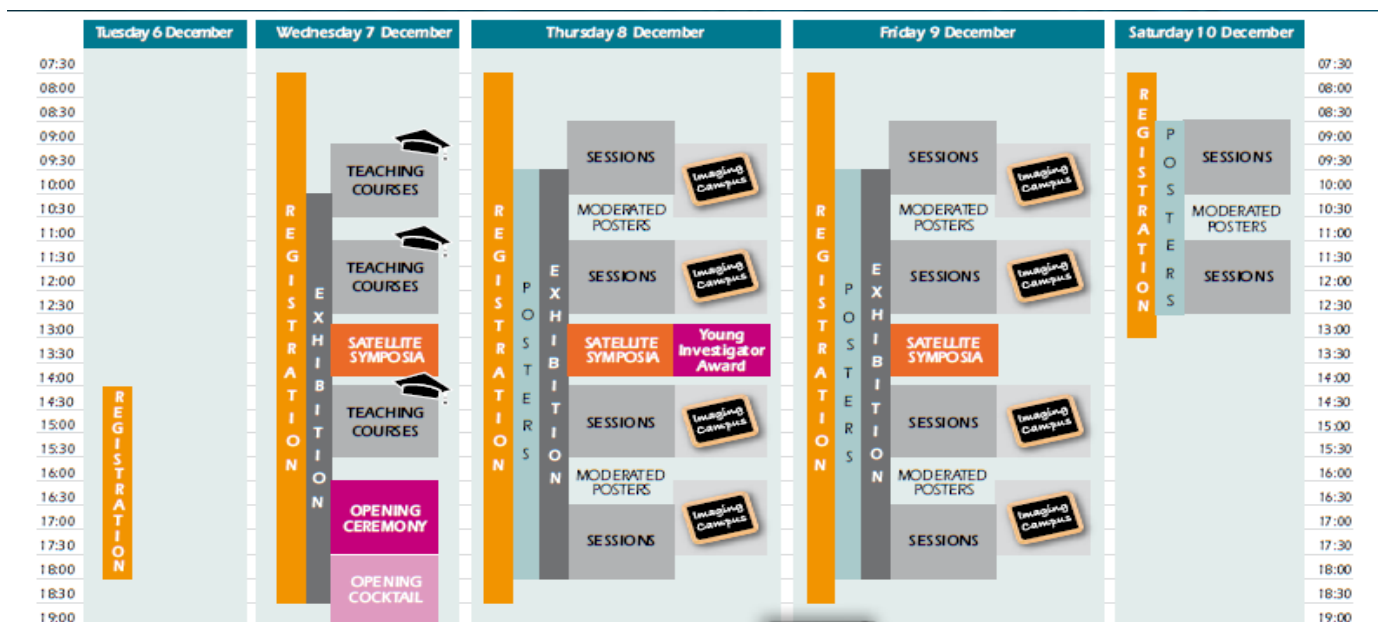 Tuesday 6 December
Wednesday 7 December
Thursday 8 December
Friday 9 December
Saturday 10 December
07:30
08:00
08:30
09:00
09:30
10:00
10:30
11:00
11:30
12:00
12:30
13:00
13:30
14:00
14:30
15:00
15:30
16:00
16:30
17:00
17:30
18:00
18:30
19:00
REGISTRATION
REGISTRATION
EXHIBITION
TEACHING
COURSES
TEACHING
COURSES
SATELLITE
SYMPOSIA
TEACHING
COURSES
OPENING
CEREMONY
OPENING
COCKTAIL
REGISTRATION
POSTERS
EXHIBITION
SESSIONS
Imaging
Campus
MODERATED
POSTERS
SESSIONS
Imaging
Campus
SATELLITE
SYMPOSIA
Young
Investigator
Award
SESSIONS
Imaging
Campus
MODERATED
POSTERS
SESSIONS
Imaging
Campus
REGISTRATION
POSTERS
EXHIBITION
SESSIONS
Imaging
Campus
MODERATED
POSTERS
SESSIONS
Imaging
Campus
SATELLITE
SYMPOSIA
SESSIONS
Imaging
Campus
MODERATED
POSTERS
SESSIONS
Imaging
Campus
REGISTRATION
POSTERS
SESSIONS
MODERATED
POSTERS
SESSIONS
07:30
08:00
08:30
09:00
09:30
10:00
10:30
11:00
11:30
12:00
12:30
13:00
13:30
14:00
14:30
15:00
15:30
16:00
16:30
17:00
17:30
18:00
18:30
19:00